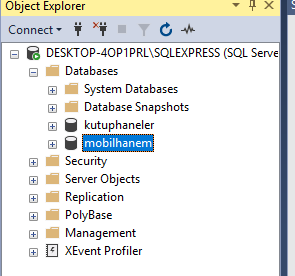 Object Explorer
Connect
DESKTOP-4OP1PRL\SQLEXPRESS (SQL Serve
Databases
System Databases
Database Snapshots
kutuphaneler
mobilhanem
Security
Server Objects
Replication
PolyBase
Management
XEvent Profiler